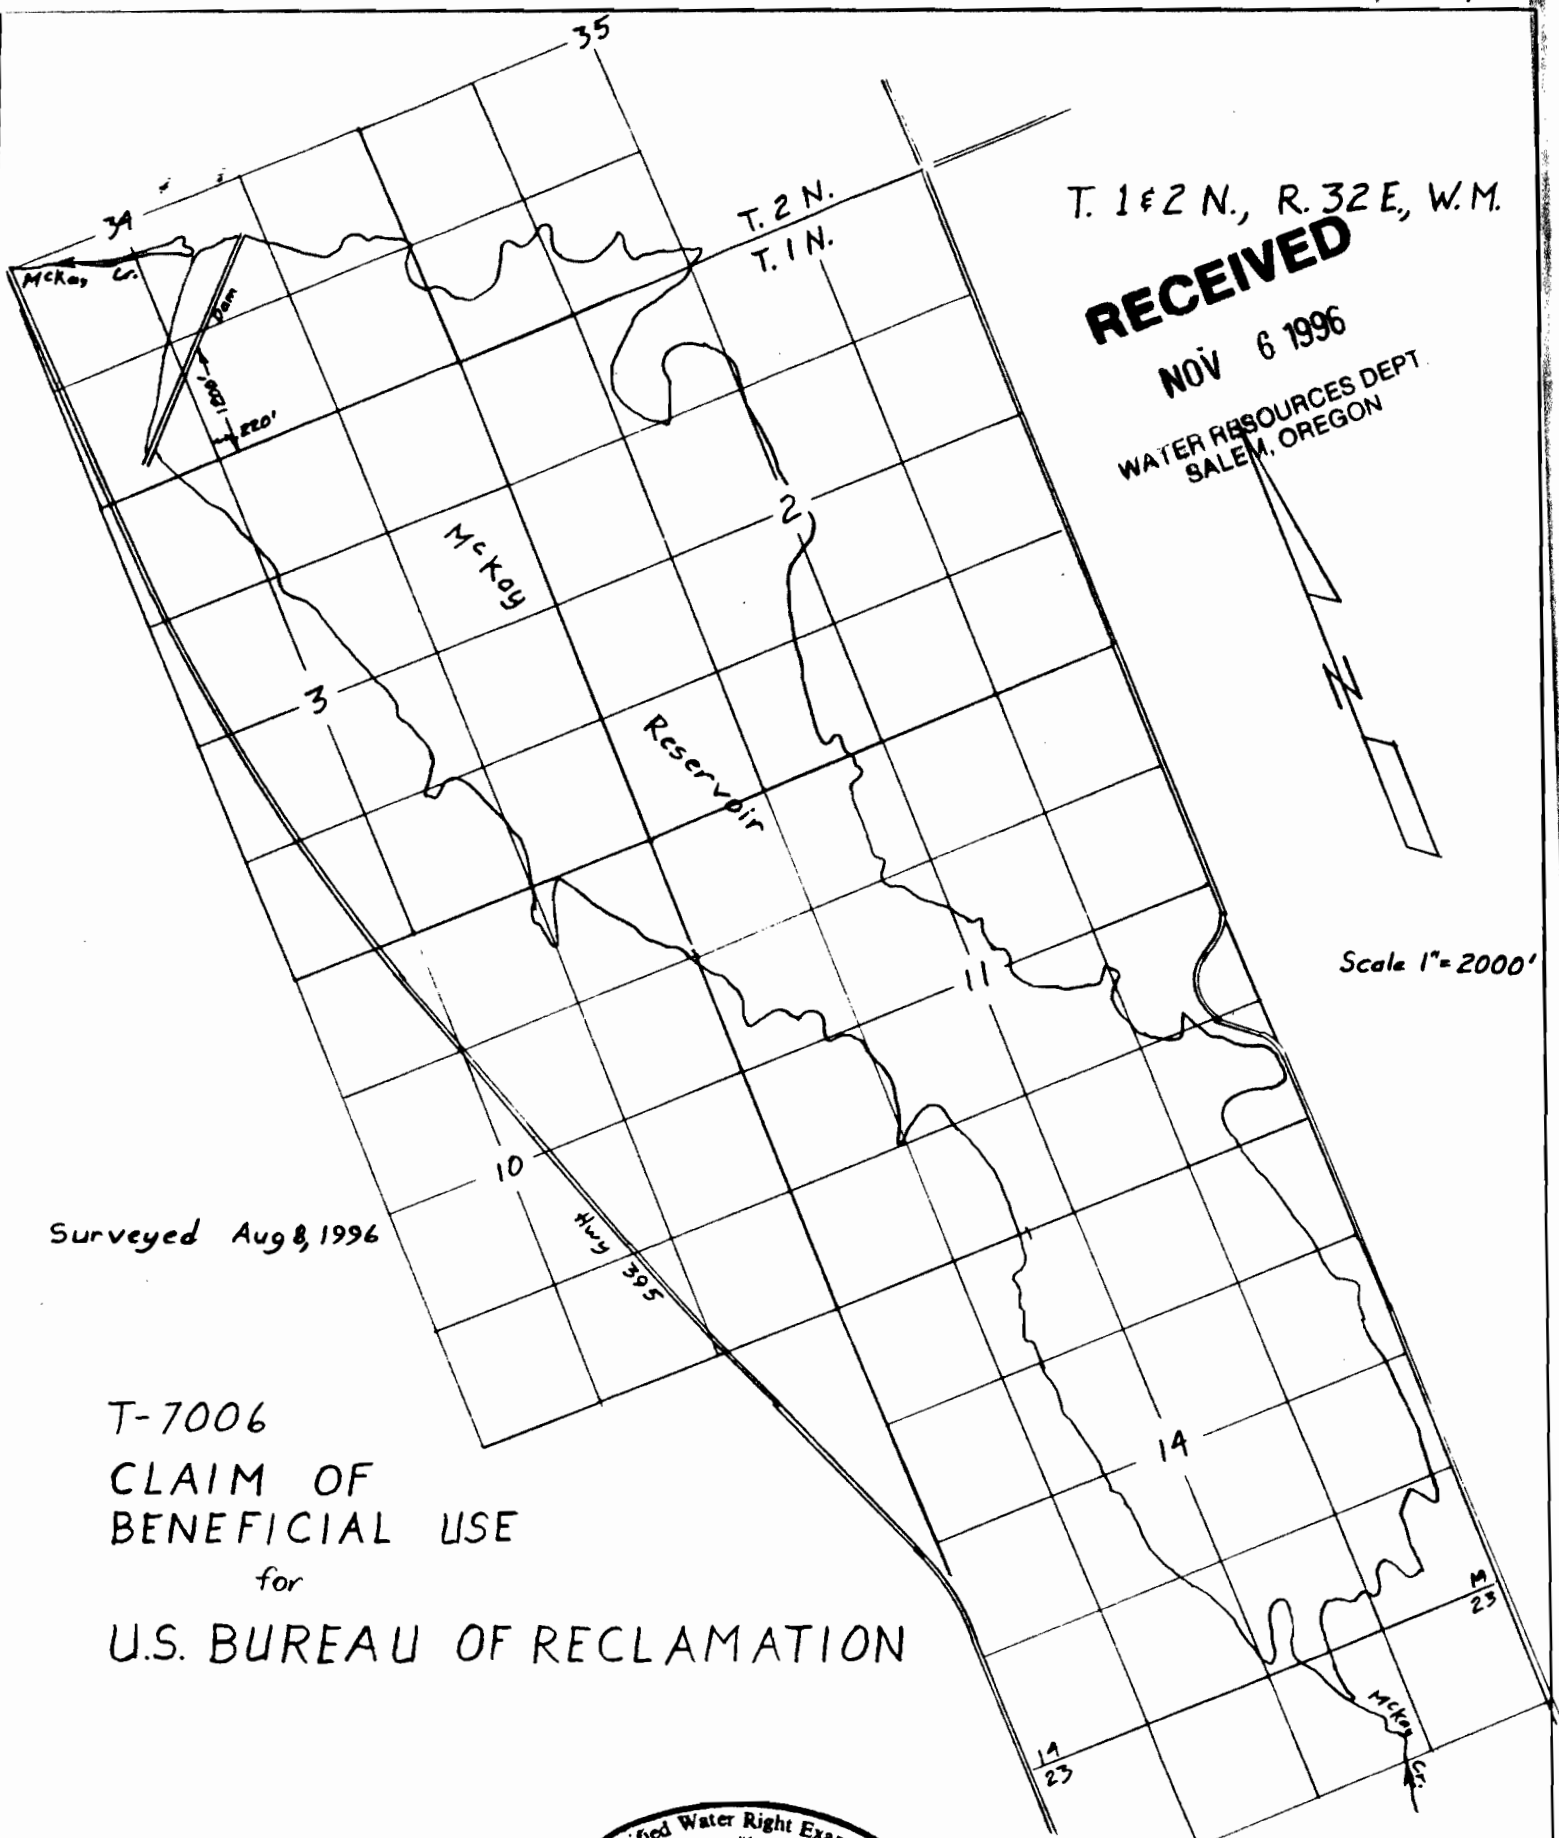 35
T. 2 N.
T. 1 N.
T. 1 & 2 N., R. 32 E., W.M.
RECEIVED
NOV 6 1996
WATER RESOURCES DEPT
SALEM, OREGON
34
McKay Cr.
Dam
220'
2
McKay
3
Reservoir
N
11
Scale 1"= 2000'
10
Surveyed Aug 8, 1996
Hwy 395
T-7006
CLAIM OF
BENEFICIAL USE
for
U.S. BUREAU OF RECLAMATION
14
23
McKay Cr.
14
23
Water Right